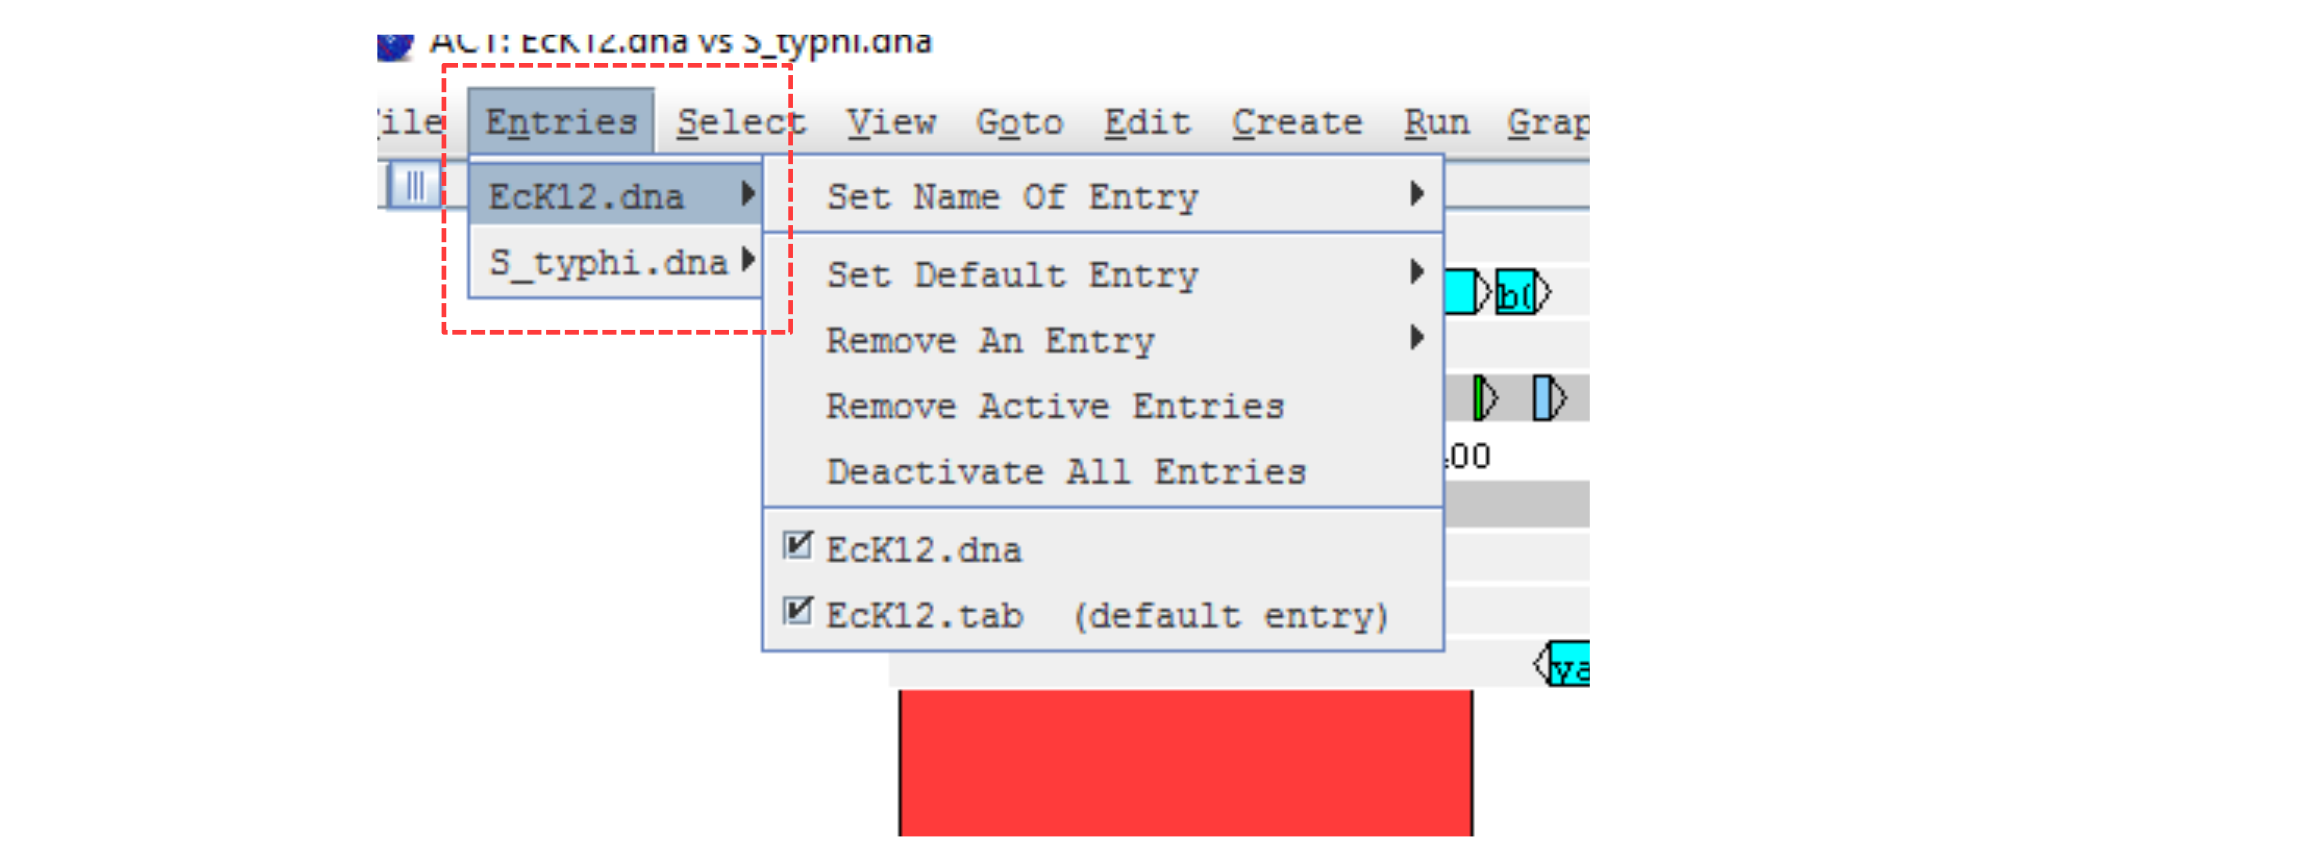 ACT: EcK12.dna vs S_typhi.dna
ile Entries Select View Goto Edit Create Run Grap
EcK12.dna
S_typhi.dna
Set Name Of Entry
Set Default Entry
Remove An Entry
Remove Active Entries
Deactivate All Entries
EcK12.dna
EcK12.tab (default entry)
b(
00
ya